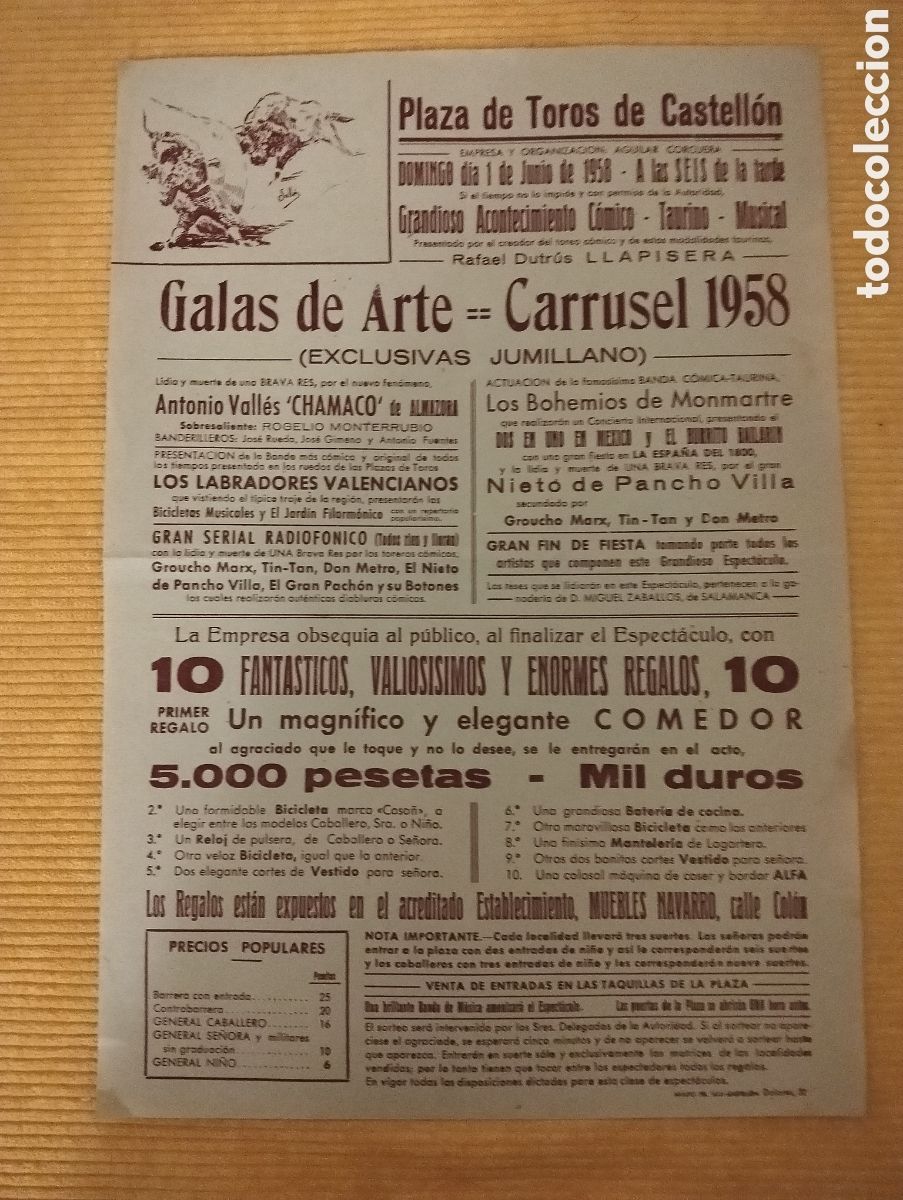 todocoleccion
Plaza de Toros de Castellón
EMPRESA Y ORGANIZACION: AGUILAR CORCUERA
DOMINGO día 1 de Junio de 1958 - A las SEIS de la tarde
Si el tiempo no lo impide y con permiso de la Autoridad,
Grandioso Acontecimiento Cómico - Taurino - Musical
Presentado por el creador del toreo cómico y de estas modalidades taurinas,
Rafael Dutrús LLAPISERA
Galas de Arte == Carrusel 1958
(EXCLUSIVAS JUMILLANO)
Lidia y muerte de una BRAVA RES, por el nuevo fenómeno,
Antonio Vallés 'CHAMACO' de ALMAZORA
Sobresaliente: ROGELIO MONTERRUBIO
BANDERILLEROS: José Rueda, José Gimeno y Antonio Fuentes
PRESENTACION de la Banda más cómica y original de todos
los tiempos presentada en los ruedos de las Plazas de Toros
LOS LABRADORES VALENCIANOS
que vistiendo el típico traje de la región, presentarán las
Bicicletas Musicales y El Jardín Filarmónico con un repertorio popularísimo.
GRAN SERIAL RADIOFONICO (Todos rien y lloran)
con la lidia y muerte de UNA Brava Res por los toreros cómicos,
Groucho Marx, Tin-Tan, Don Metro, El Nieto
de Pancho Villa, El Gran Pachón y su Botones
los cuales realizarán auténticas diabluras cómicas.
ACTUACION de la famosísima BANDA COMICA-TAURINA,
Los Bohemios de Monmartre
que realizarán un Concierto Internacional, presentando el
DOS EN UNO EN MEXICO y EL BURRITO BAILARIN
con una gran fiesta en LA ESPAÑA DEL 1800,
y la lidia y muerte de UNA BRAVA RES, por el gran
Nieto de Pancho Villa
secundado por
Groucho Marx, Tin-Tan y Don Metro
GRAN FIN DE FIESTA tomando parte todos los
artistas que componen este Grandioso Espectáculo.
Las reses que se lidiarán en este Espectáculo, pertenecen a la ga-
nadería de D. MIGUEL ZABALLOS, de SALAMANCA
La Empresa obsequia al público, al finalizar el Espectáculo, con
10 FANTASTICOS, VALIOSISIMOS Y ENORMES REGALOS, 10
PRIMER REGALO Un magnífico y elegante COMEDOR
al agraciado que le toque y no lo desee, se le entregarán en el acto,
5.000 pesetas - Mil duros
2.º Una formidable Bicicleta marca «Casañ», a
elegir entre los modelos Caballero, Sra. o Niño.
3.º Un Reloj de pulsera, de Caballero o Señora.
4.º Otra veloz Bicicleta, igual que la anterior.
5.º Dos elegante cortes de Vestido para señora.
6.º Una grandiosa Batería de cocina.
7.º Otra maravillosa Bicicleta como las anteriores
8.º Una finísima Mantelería de Lagartera.
9.º Otros dos bonitos cortes Vestido para señora.
10. Una colosal máquina de coser y bordar ALFA
Los Regalos están expuestos en el acreditado Establecimiento, MUEBLES NAVARRO, calle Colón
PRECIOS POPULARES
Pesetas
Barrera con entrada........... 25
Contrabarrera............... 20
GENERAL CABALLERO....... 16
GENERAL SEÑORA y militares
sin graduación............ 10
GENERAL NIÑO............. 6
NOTA IMPORTANTE.—Cada localidad llevará tres suertes. Las señoras podrán
entrar a la plaza con dos entradas de niño y así le corresponderán seis suertes
y los caballeros con tres entradas de niño y les corresponderán nueve suertes.
VENTA DE ENTRADAS EN LAS TAQUILLAS DE LA PLAZA
Una brillante Banda de Música amenizará el Espectáculo. - Las puertas de la Plaza se abrirán UNA hora antes.
El sorteo será intervenido por los Sres. Delegados de la Autoridad. Si al sortear no apare-
ciese el agraciado, se esperará cinco minutos y de no aparecer se volverá a sortear hasta
que aparezca. Entrarán en suerte sólo y exclusivamente las matrices de las localidades
vendidas; por lo tanto tienen que tocar entre los espectadores todos los regalos.
En vigor todas las disposiciones dictadas para esta clase de espectáculos.
Dolores, 32